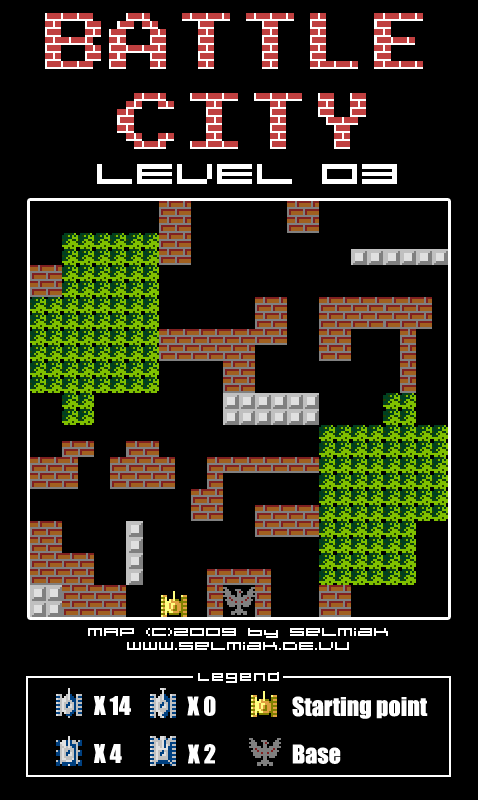 BATTLE
CITY
LEVEL 03
MAP (C)2009 by SELMIAK
WWW.SELMIAK.DE.VU
Legend
X 14 X 0 Starting point
X 4 X 2 Base